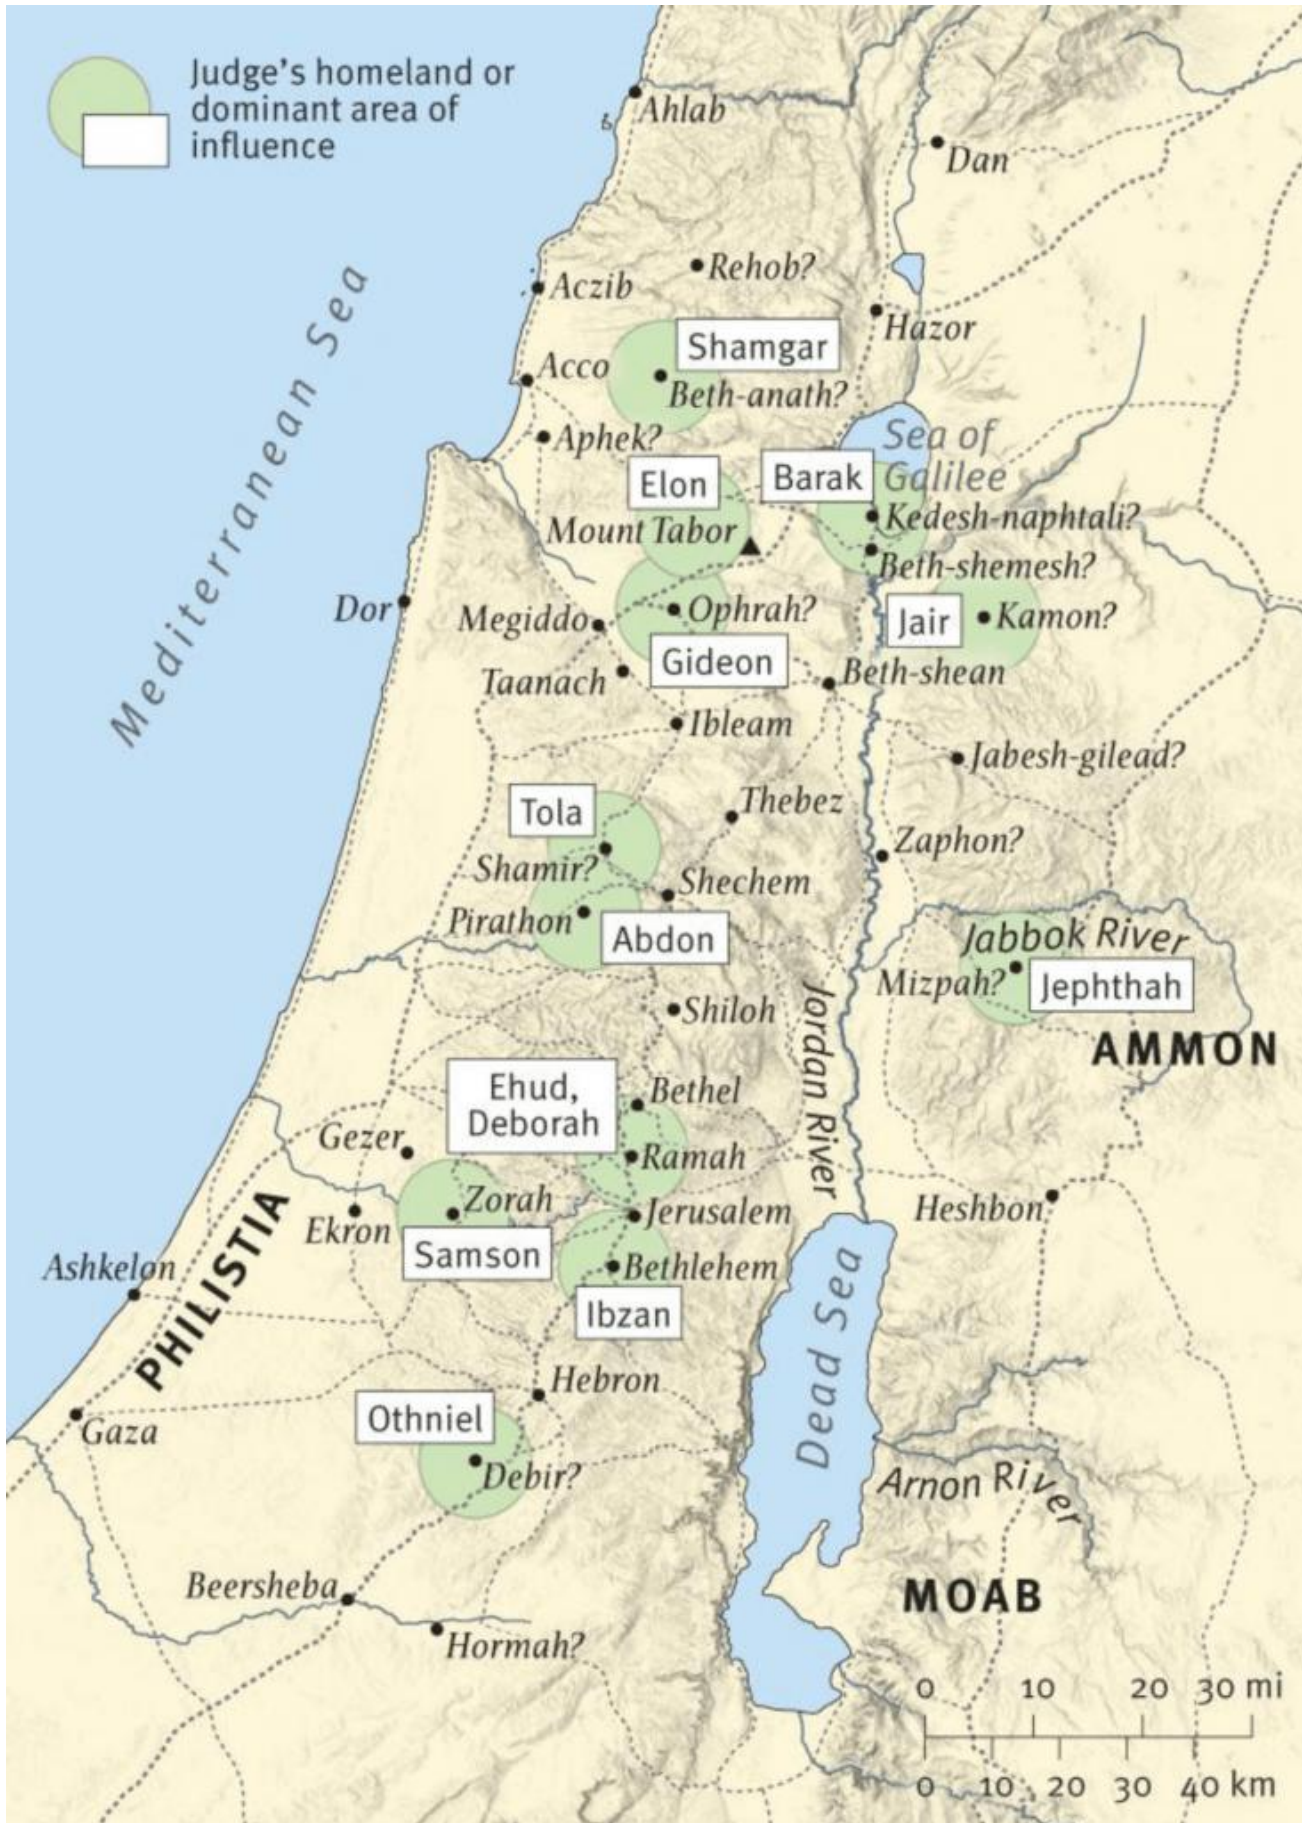 Judge's homeland or
dominant area of
influence
Ahlab
Dan
Mediterranean Sea
Rehob?
Aczib
Hazor
Shamgar
Acco
Beth-anath?
Aphek?
Sea of
Galilee
Elon
Barak
Kedesh-naphtali?
Mount Tabor
Beth-shemesh?
Dor
Megiddo
Ophrah?
Jair
Kamon?
Gideon
Taanach
Beth-shean
Ibleam
Jabesh-gilead?
Tola
Thebez
Zaphon?
Shamir?
Shechem
Pirathon
Abdon
Jabbok River
Mizpah?
Jephthah
Shiloh
Jordan River
AMMON
Ehud,
Deborah
Bethel
Gezer
Ramah
Zorah
Jerusalem
Heshbon
Ekron
Samson
Bethlehem
Ashkelon
PHILISTIA
Ibzan
Dead Sea
Hebron
Othniel
Gaza
Debir?
Arnon River
Beersheba
MOAB
Hormah?
0 10 20 30 mi
0 10 20 30 40 km